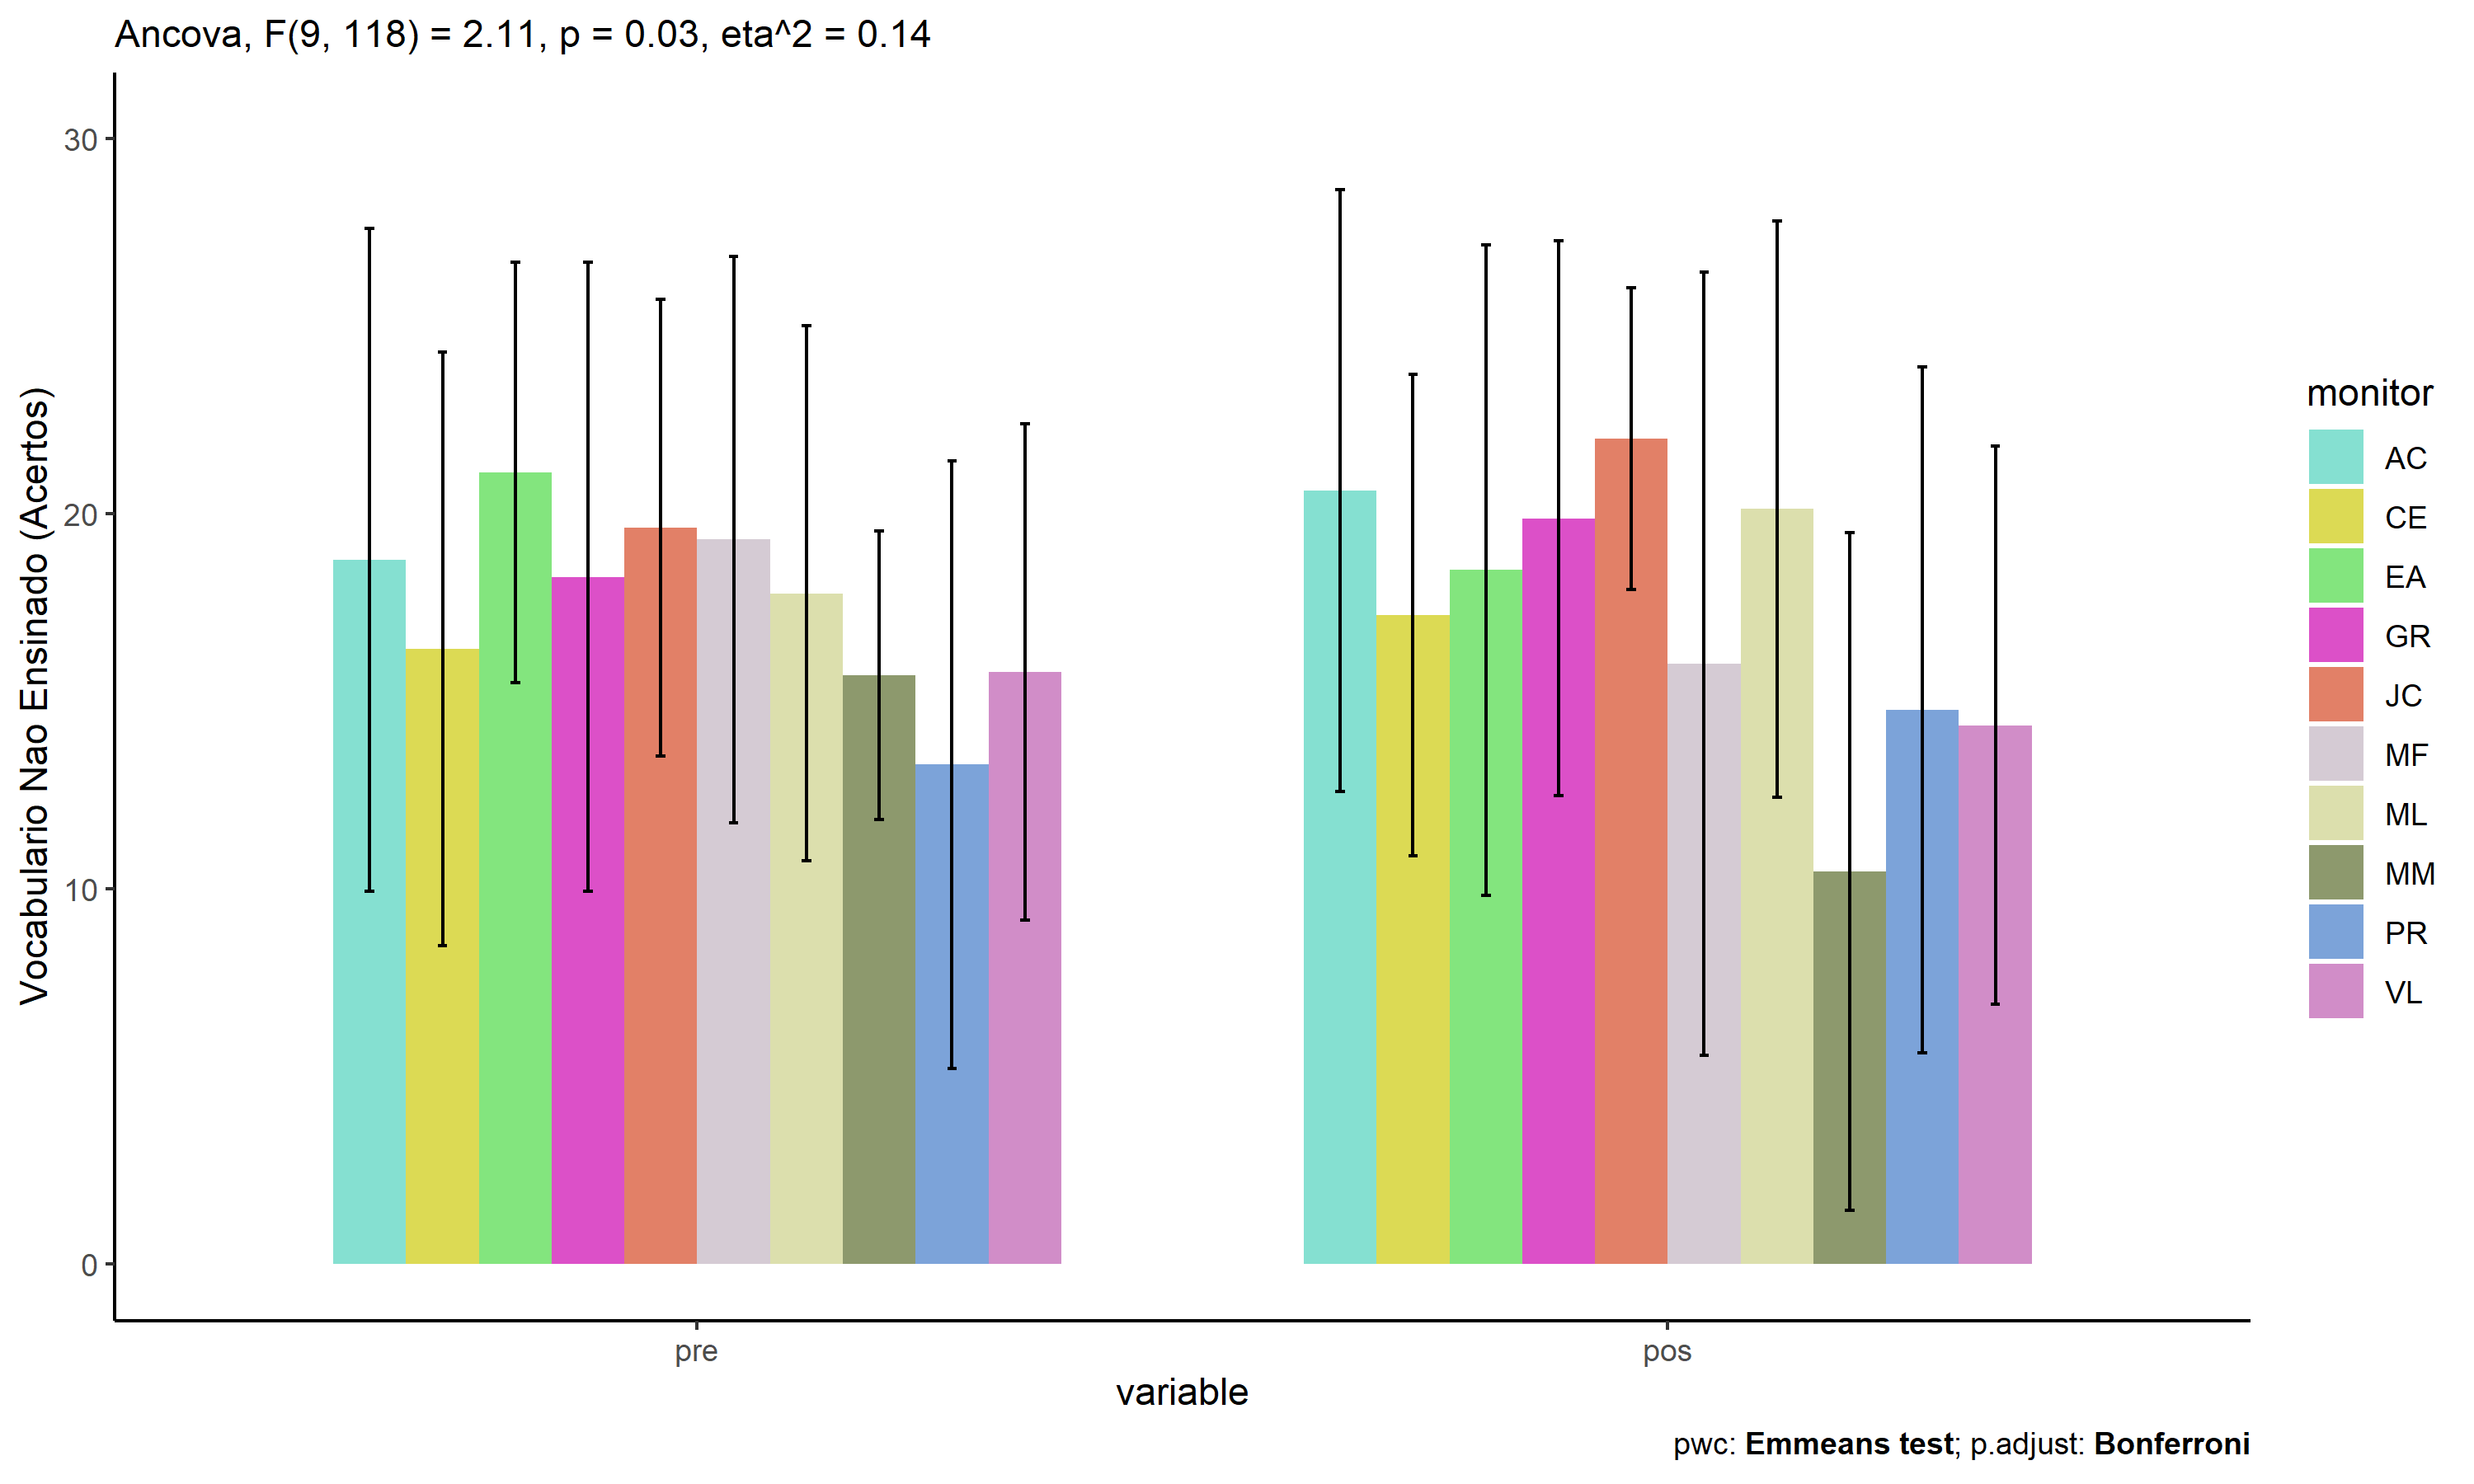 Ancova, F(9, 118) = 2.11, p = 0.03, eta^2 = 0.14
Vocabulario Nao Ensinado (Acertos)
30
20
10
0
pre
pos
variable
monitor
AC
CE
EA
GR
JC
MF
ML
MM
PR
VL
pwc: Emmeans test; p.adjust: Bonferroni